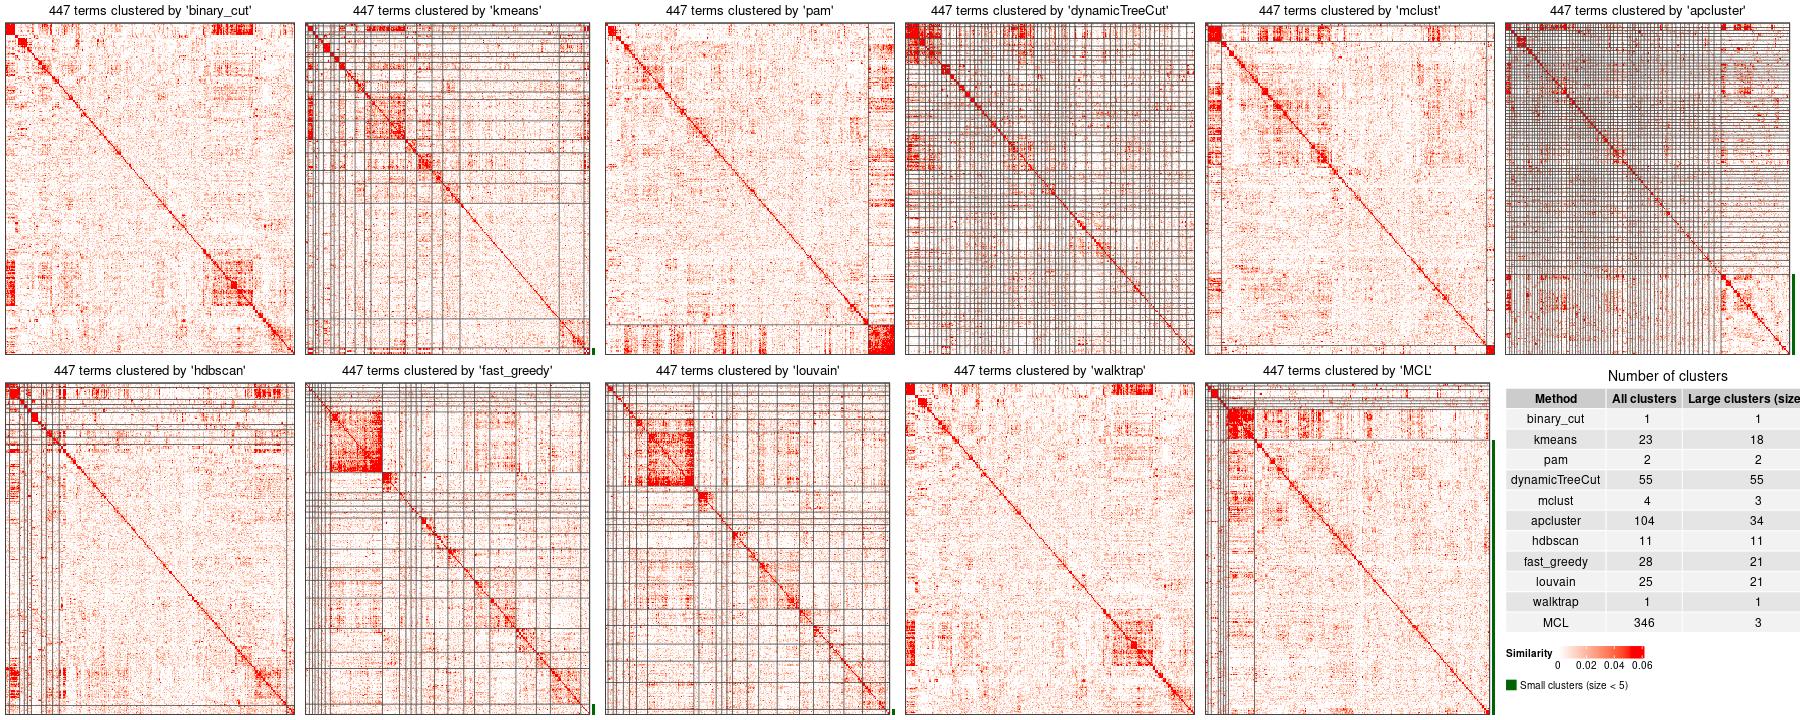 447 terms clustered by 'binary_cut'
447 terms clustered by 'kmeans'
447 terms clustered by 'pam'
447 terms clustered by 'dynamicTreeCut'
447 terms clustered by 'mclust'
447 terms clustered by 'apcluster'
447 terms clustered by 'hdbscan'
447 terms clustered by 'fast_greedy'
447 terms clustered by 'louvain'
447 terms clustered by 'walktrap'
447 terms clustered by 'MCL'
Number of clusters
Method All clusters Large clusters (size
binary_cut 1 1
kmeans 23 18
pam 2 2
dynamicTreeCut 55 55
mclust 4 3
apcluster 104 34
hdbscan 11 11
fast_greedy 28 21
louvain 25 21
walktrap 1 1
MCL 346 3
Similarity
0 0.02 0.04 0.06
Small clusters (size < 5)